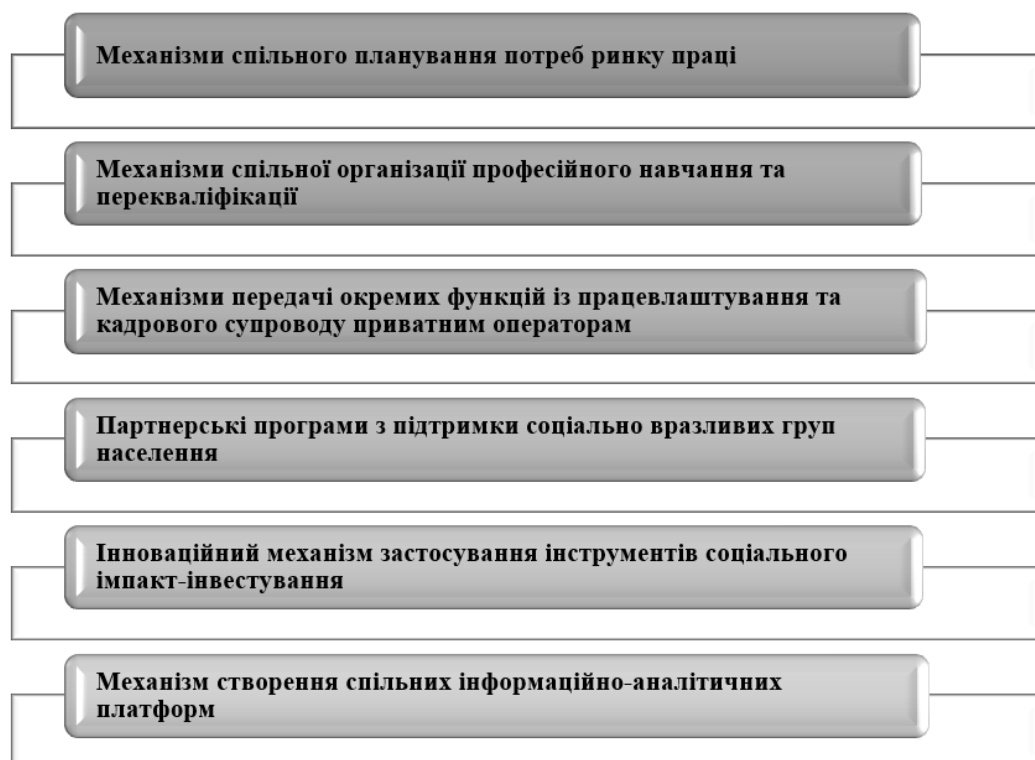 Механізми спільного планування потреб ринку праці
Механізми спільної організації професійного навчання та
перекваліфікації
Механізми передачі окремих функцій із працевлаштування та
кадрового супроводу приватним операторам
Партнерські програми з підтримки соціально вразливих груп
населення
Інноваційний механізм застосування інструментів соціального
імпакт-інвестування
Механізм створення спільних інформаційно-аналітичних
платформ